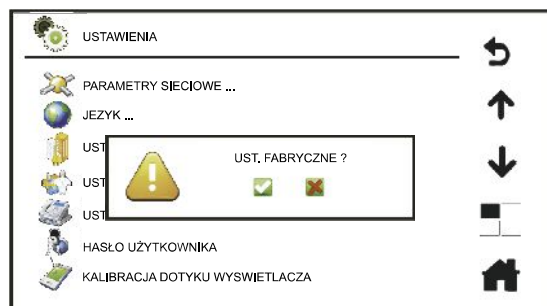 USTAWIENIA
PARAMETRY SIECIOWE ...
JEZYK ...
UST
UST. FABRYCZNE ?
UST
UST
HASŁO UŻYTKOWNIKA
KALIBRACJA DOTYKU WYSWIETLACZA